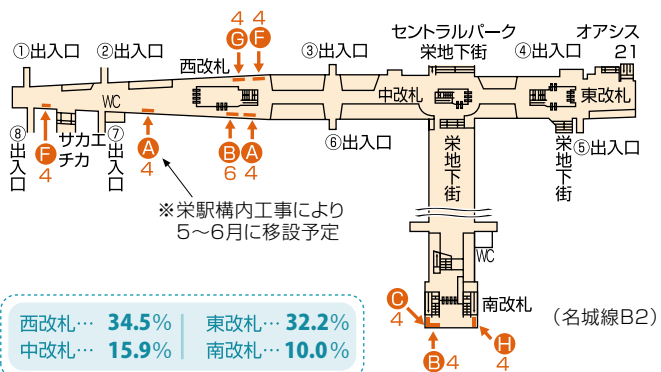 4 4
G F
①出入口
②出入口
西改札
③出入口
セントラルパーク
栄地下街
④出入口
オアシス
21
中改札
東改札
WC
⑧出入口
F
4
サカエ
チカ
⑦出入口
A
4
B
6
A
4
⑥出入口
栄地下街
栄地下街
⑤出入口
※栄駅構内工事により
5〜6月に移設予定
WC
南改札
C
4
B 4
H
4
(名城線B2)
西改札… 34.5%
東改札… 32.2%
中改札… 15.9%
南改札… 10.0%